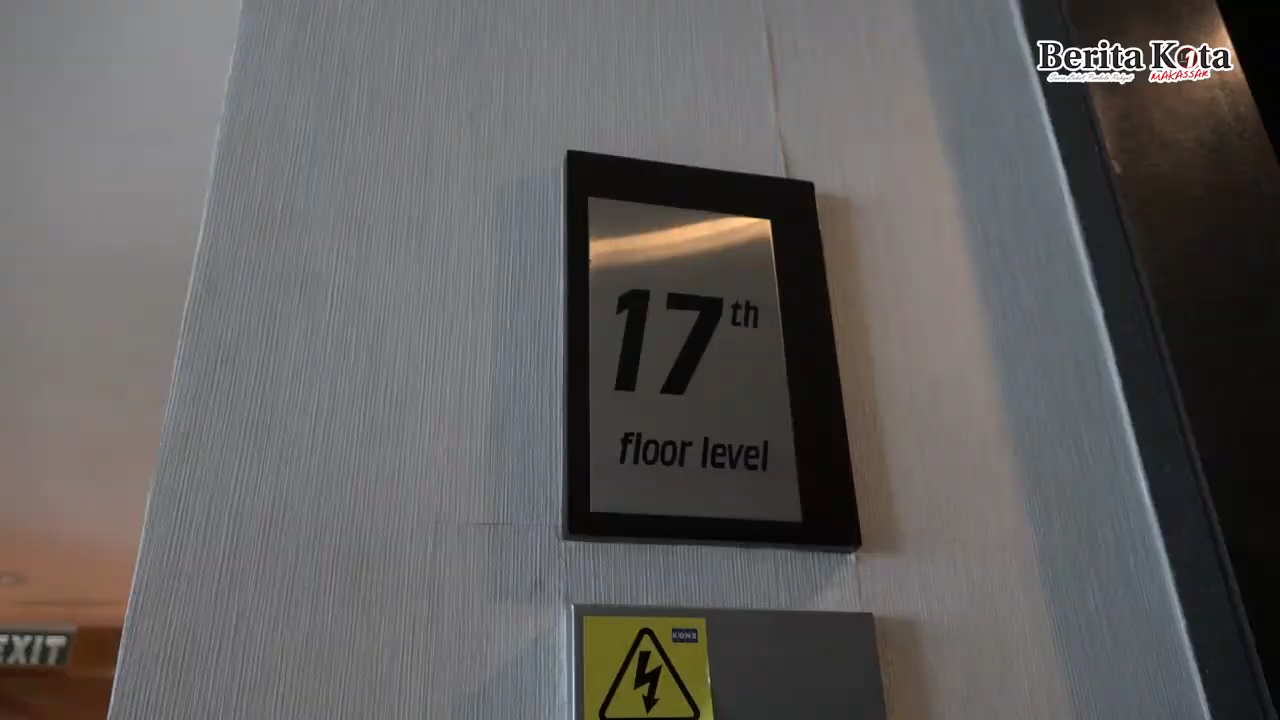 Berita Kota
MAKASSAR
17th
floor level
EXIT
KONE